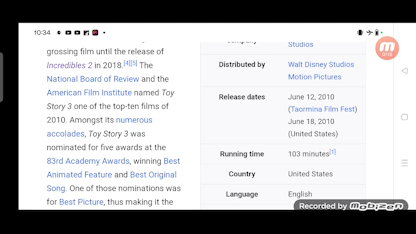 10:34
grossing film until the release of
Incredibles 2 in 2018.[4][5] The
National Board of Review and the
American Film Institute named Toy
Story 3 one of the top-ten films of
2010. Amongst its numerous
accolades, Toy Story 3 was
nominated for five awards at the
83rd Academy Awards, winning Best
Animated Feature and Best Original
Song. One of those nominations was
for Best Picture, thus making it the
Company
Studios
Distributed by
Walt Disney Studios
Motion Pictures
Release dates
June 12, 2010
(Taormina Film Fest)
June 18, 2010
(United States)
Running time
103 minutes[1]
Country
United States
Language
English
Recorded by Mobizen